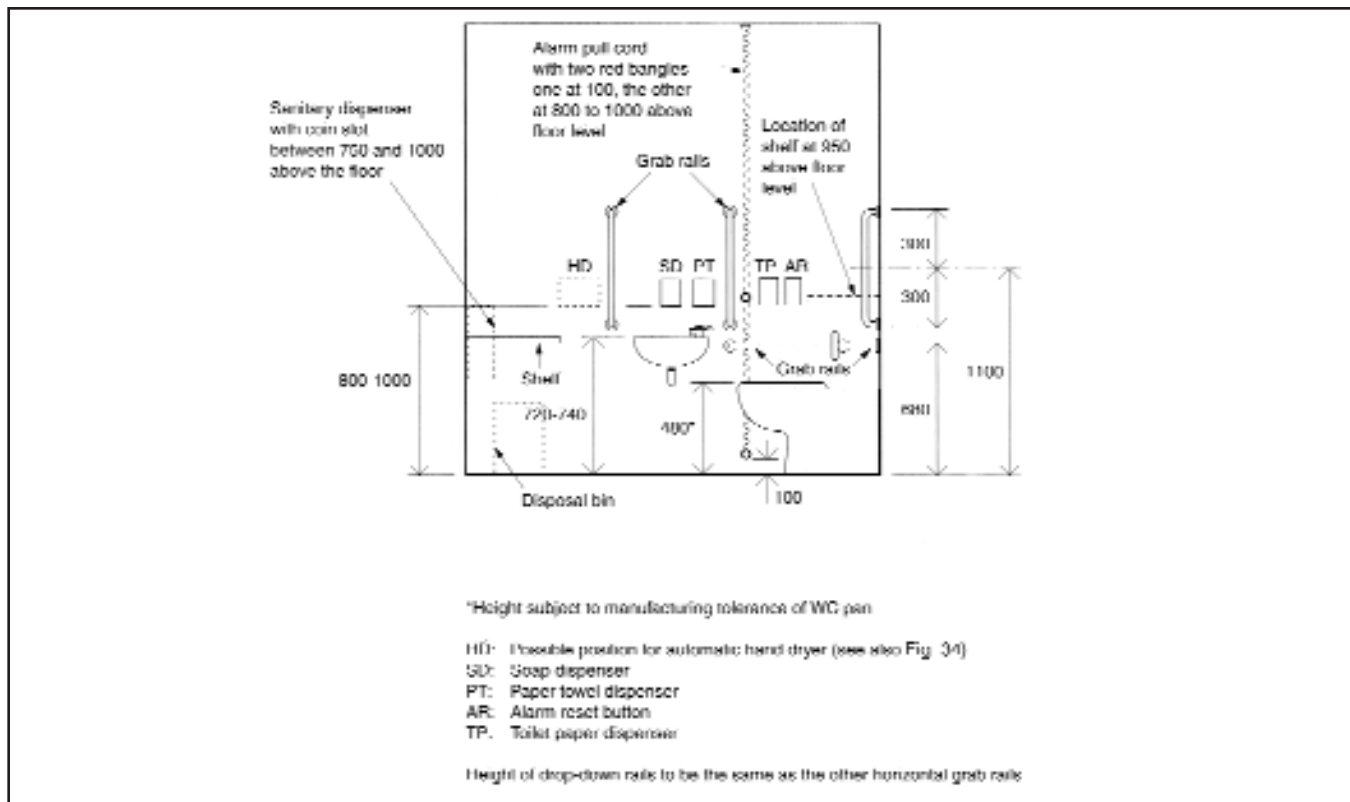 Alarm pull cord
with two red bangles
one at 100, the other
at 800 to 1000 above
floor level
Sanitary dispenser
with coin slot
between 750 and 1000
above the floor
Location of
shelf at 950
above floor
level
Grab rails
HD
SD
PT
TP
AR
300
300
Grab rails
Shelf
800-1000
720-740
480*
680
1100
Disposal bin
100
*Height subject to manufacturing tolerance of WC pan
HD: Possible position for automatic hand dryer (see also Fig. 34)
SD: Soap dispenser
PT: Paper towel dispenser
AR: Alarm reset button
TP: Toilet paper dispenser
Height of drop-down rails to be the same as the other horizontal grab rails